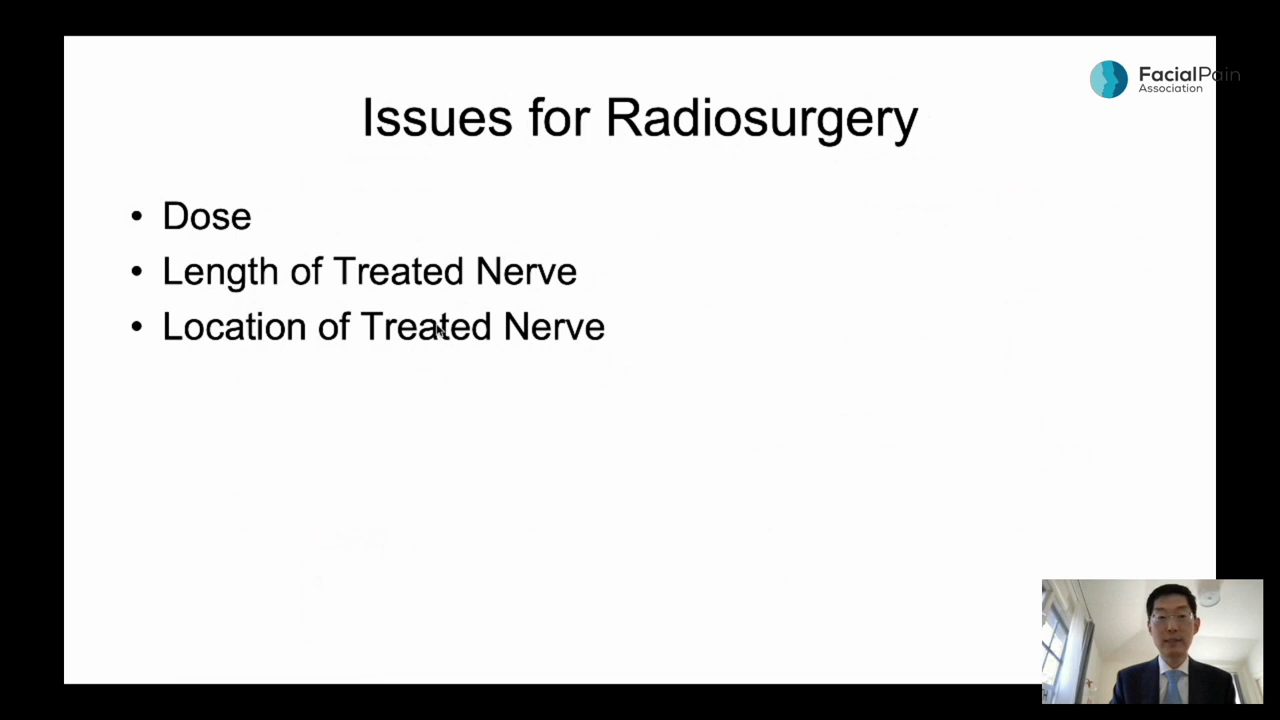 FacialPain
Association
Issues for Radiosurgery
• Dose
• Length of Treated Nerve
• Location of Treated Nerve